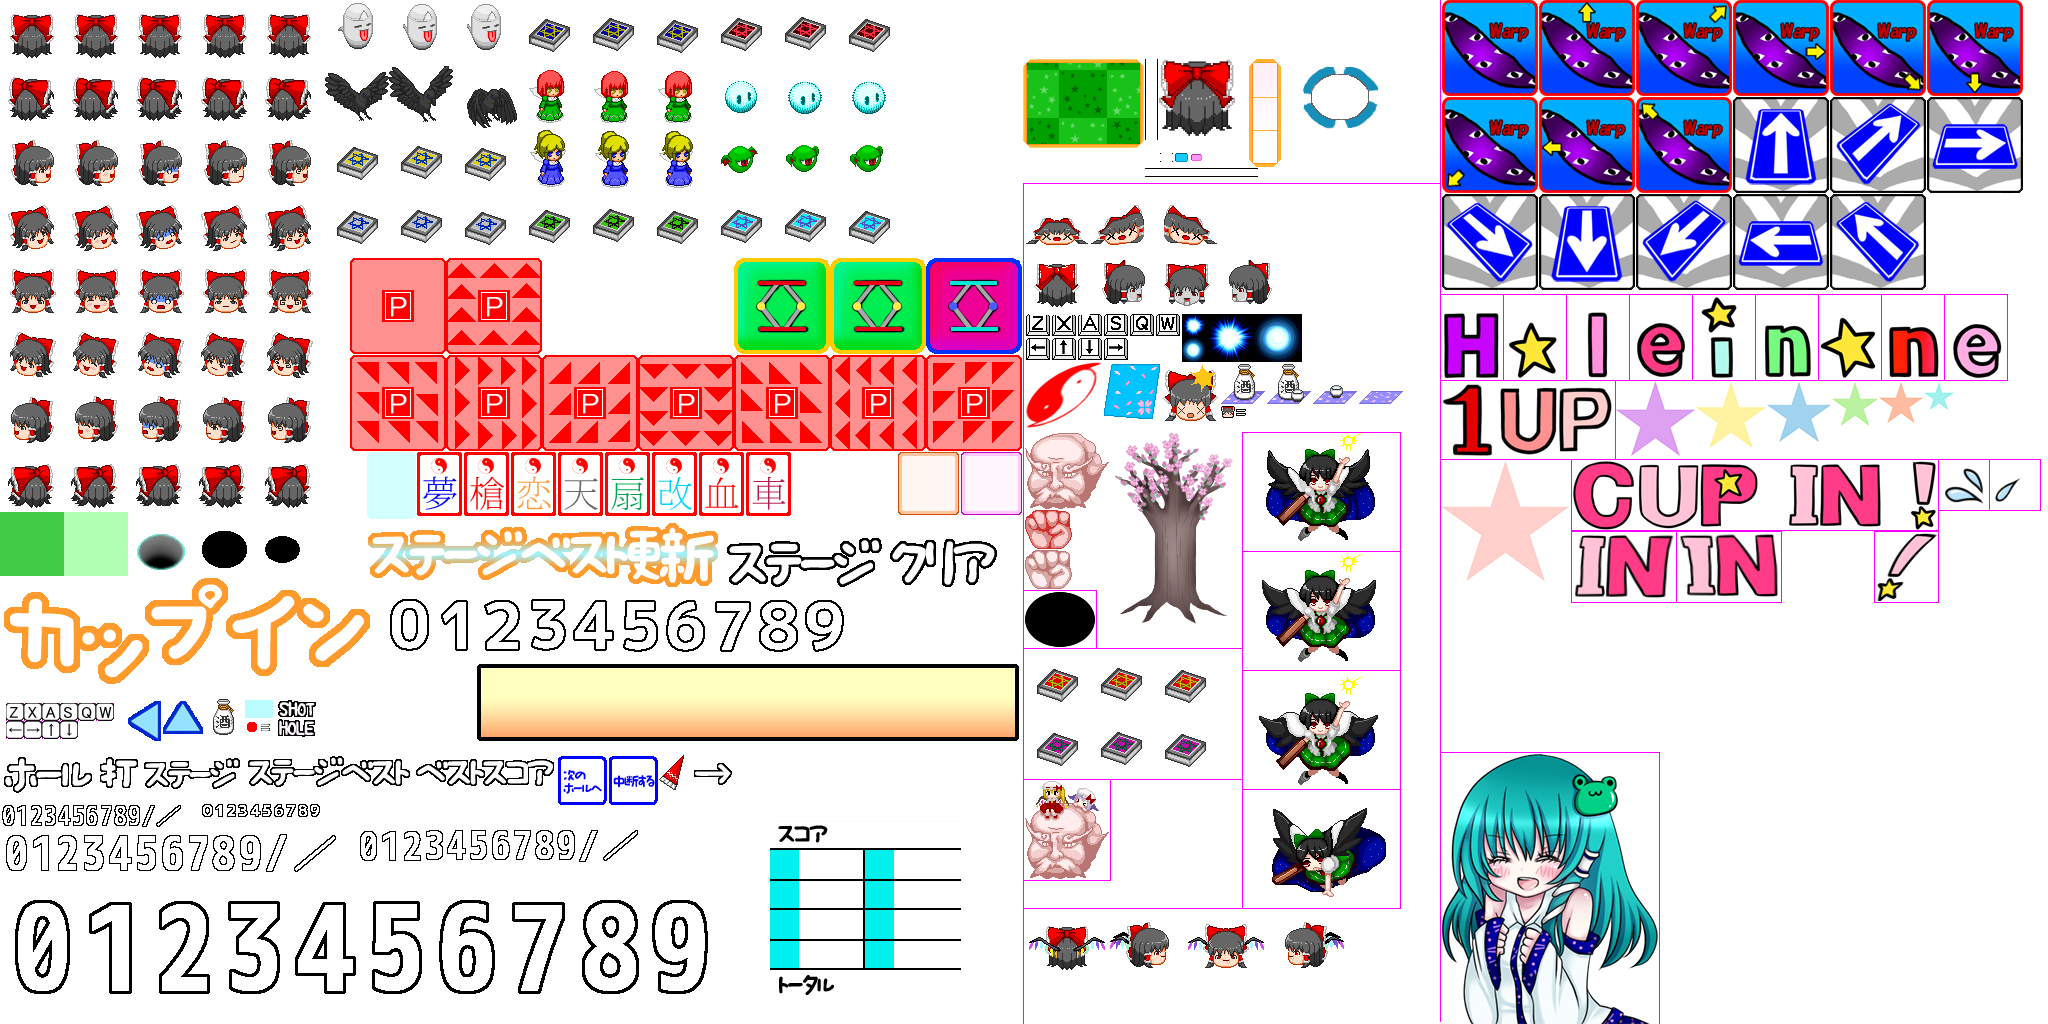 Warp Warp Warp Warp Warp Warp
Warp Warp Warp
P P
P P P P P P P
夢 槍 恋 天 扇 改 血 車
Z X A S Q W
← ↑ ↓ →
H★lein★ne
1UP
CUP IN !
IN IN !
ステージベスト更新 ステージ クリア
カップイン
0123456789
Z X A S Q W
← → ↑ ↓
= SHOT
HOLE
ホール 打 ステージ ステージベスト ベストスコア
次の
ホールへ
中断する
→
0123456789/／ 0123456789
0123456789/／ 0123456789/／
0123456789
スコア
トータル